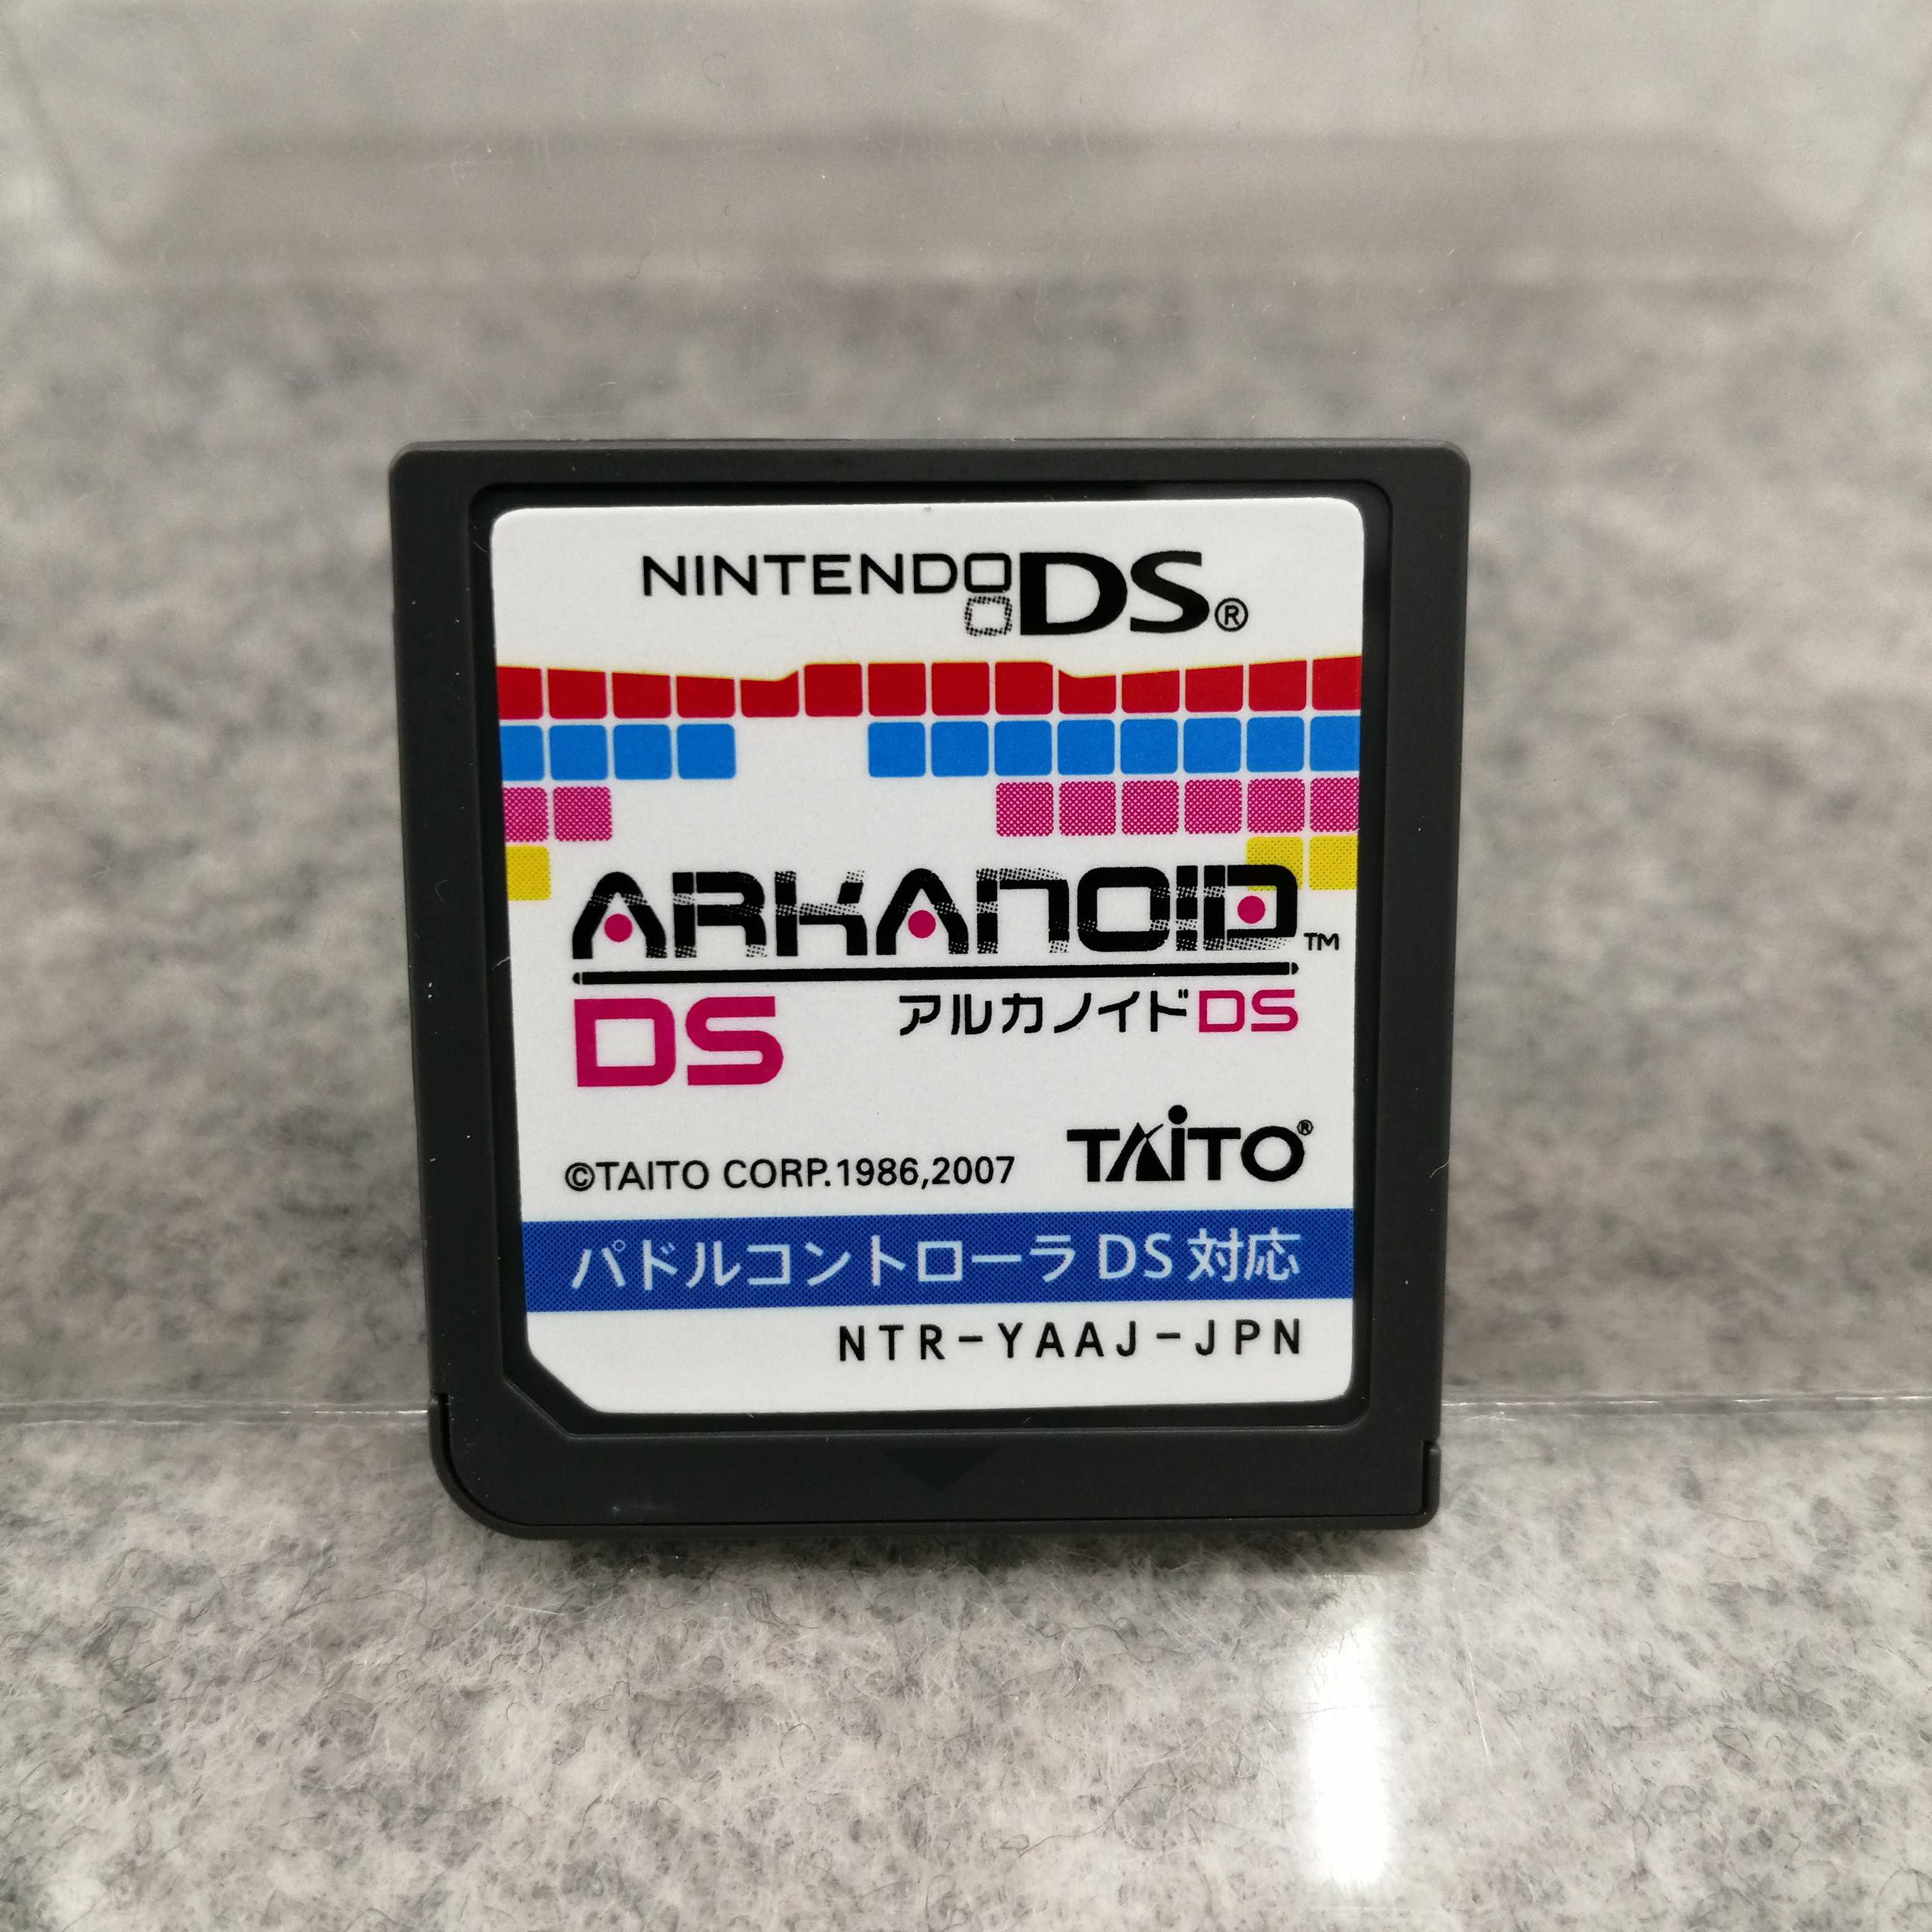 NINTENDO DS®
ARKANOID™
DS アルカノイドDS
TAITO®
©TAITO CORP.1986,2007
パドルコントローラ DS 対応
NTR-YAAJ-JPN